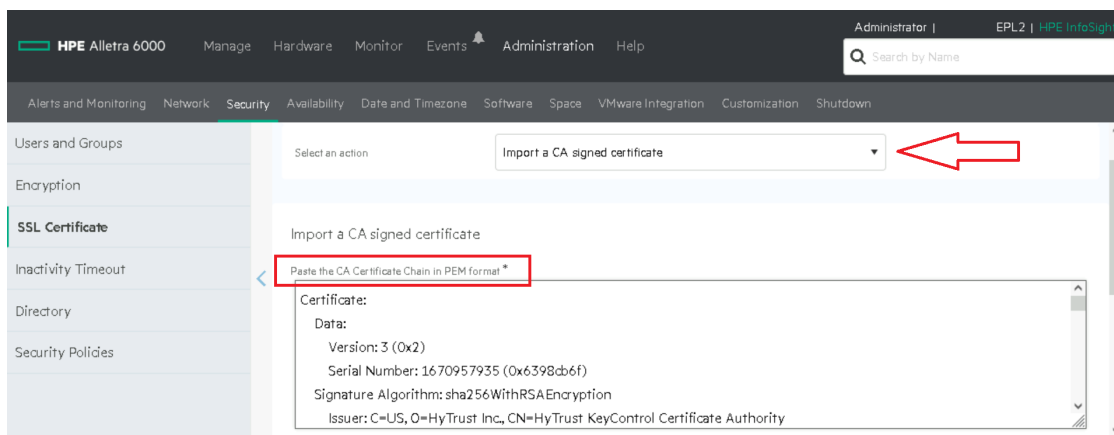 Administrator | EPL2 | HPE InfoSight
HPE Alletra 6000 Manage Hardware Monitor Events Administration Help
Search by Name
Alerts and Monitoring Network Security Availability Date and Timezone Software Space VMware Integration Customization Shutdown
Users and Groups
Select an action Import a CA signed certificate
Encryption
SSL Certificate
Import a CA signed certificate
Inactivity Timeout
Paste the CA Certificate Chain in PEM format *
Certificate:
Directory
Data:
Version: 3 (0x2)
Security Policies
Serial Number: 1670957935 (0x6398cb6f)
Signature Algorithm: sha256WithRSAEncryption
Issuer: C=US, O=HyTrust Inc., CN=HyTrust KeyControl Certificate Authority